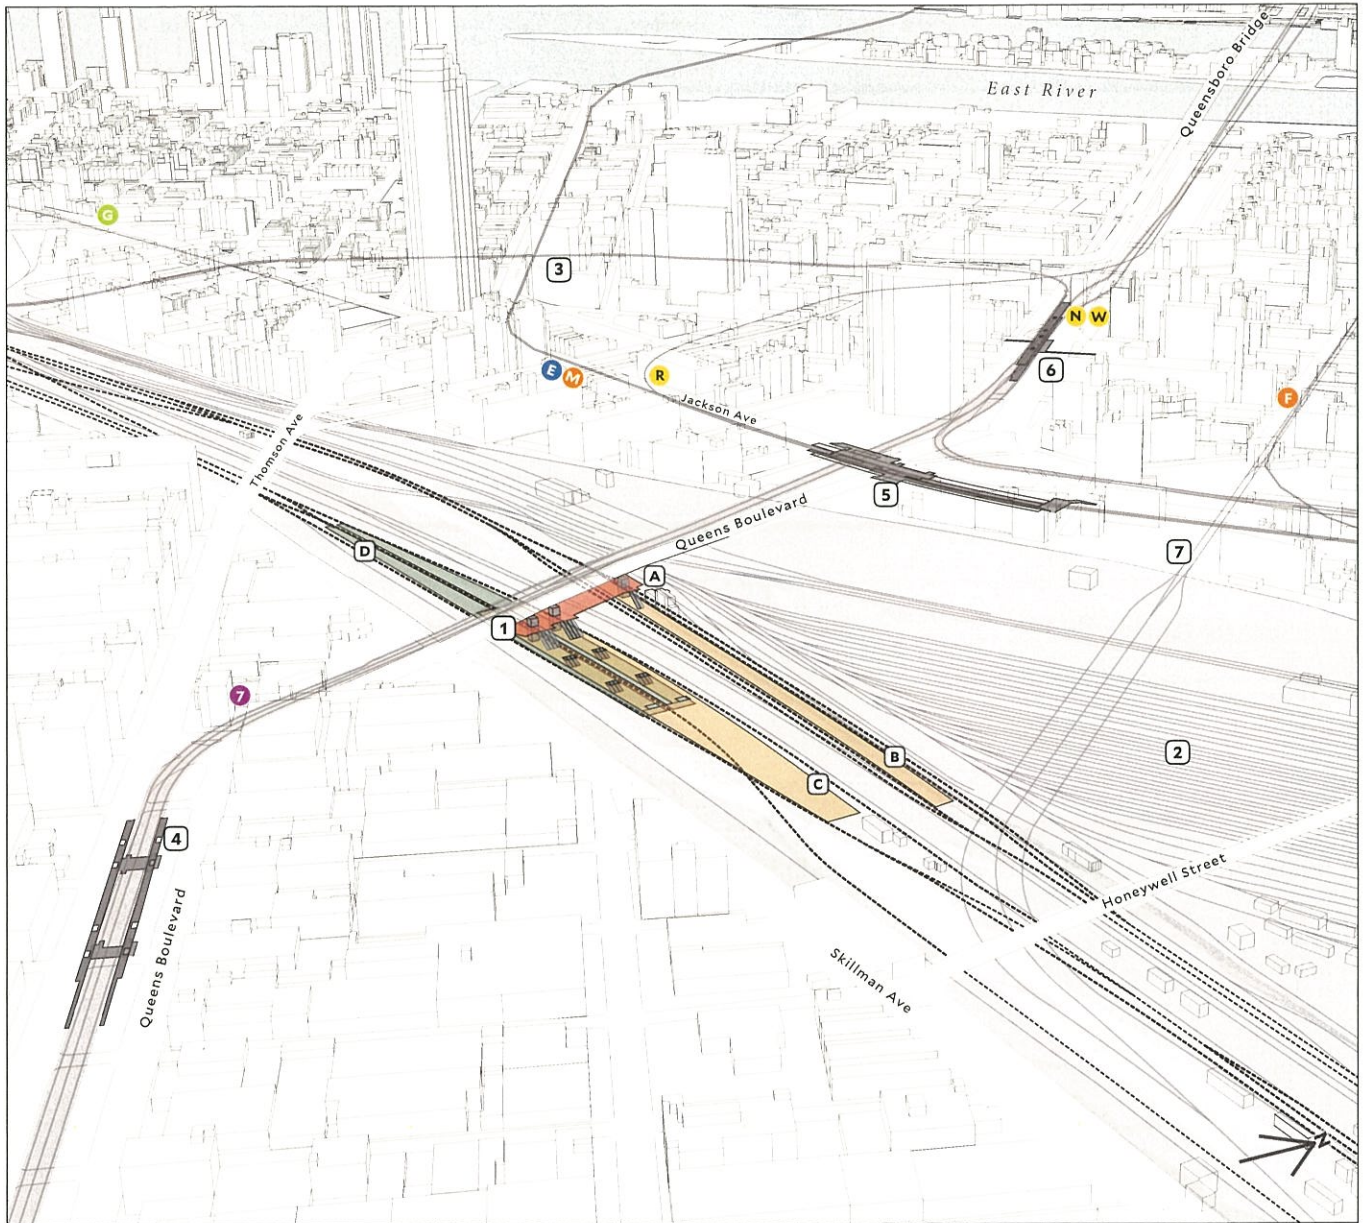 Queensboro Bridge
East River
G
3
N W
6
E M
R
F
Jackson Ave
Thomson Ave
5
Queens Boulevard
D
7
A
1
7
2
B
C
4
Honeywell Street
Queens Boulevard
Skillman Ave
N